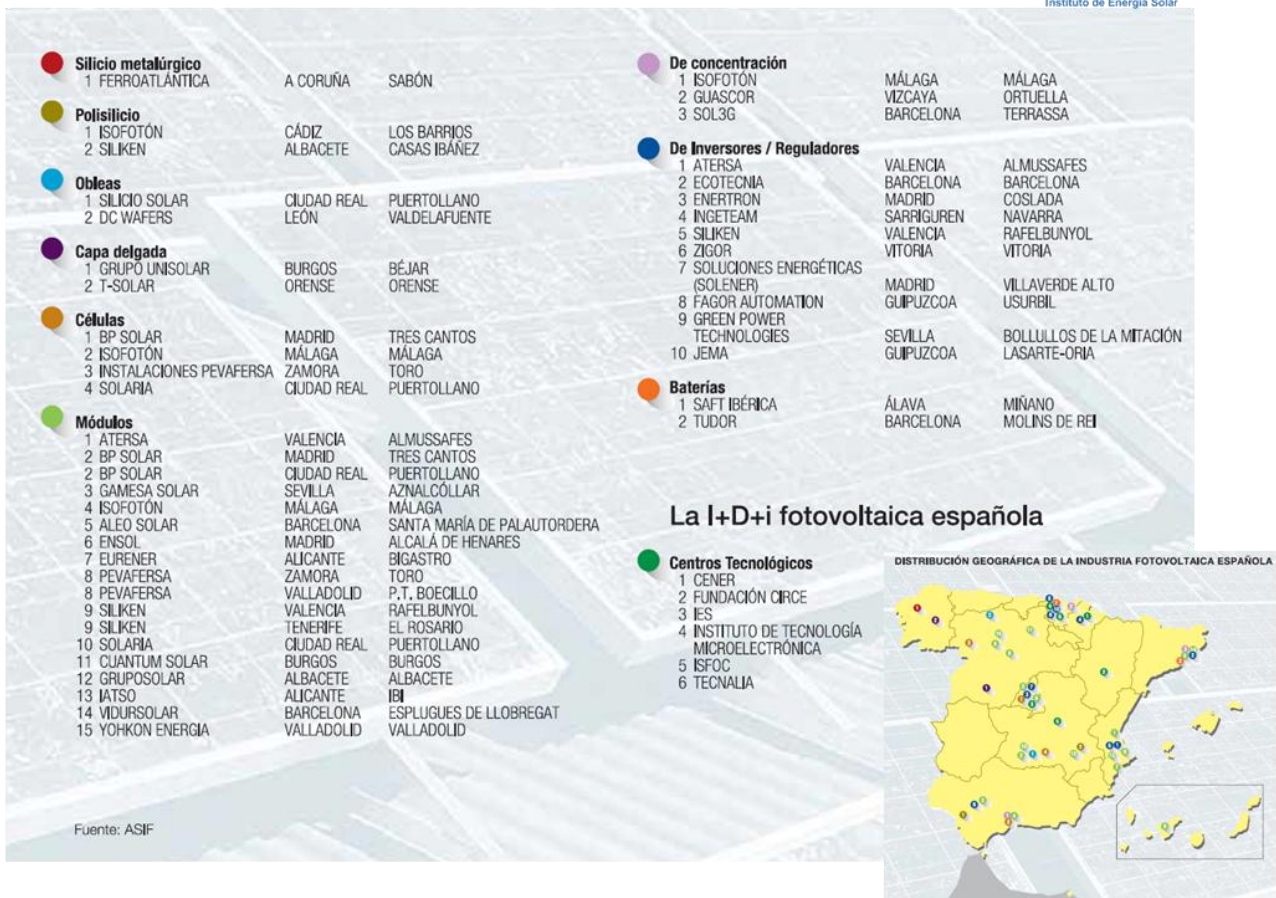 Instituto de Energía Solar
Silicio metalúrgico
1 FERROATLÁNTICA A CORUÑA SABÓN
Polisilicio
1 ISOFOTÓN CÁDIZ LOS BARRIOS
2 SILIKEN ALBACETE CASAS IBÁÑEZ
Obleas
1 SILICIO SOLAR CIUDAD REAL PUERTOLLANO
2 DC WAFERS LEÓN VALDELAFUENTE
Capa delgada
1 GRUPO UNISOLAR BURGOS BÉJAR
2 T-SOLAR ORENSE ORENSE
Células
1 BP SOLAR MADRID TRES CANTOS
2 ISOFOTÓN MÁLAGA MÁLAGA
3 INSTALACIONES PEVAFERSA ZAMORA TORO
4 SOLARIA CIUDAD REAL PUERTOLLANO
Módulos
1 ATERSA VALENCIA ALMUSSAFES
2 BP SOLAR MADRID TRES CANTOS
2 BP SOLAR CIUDAD REAL PUERTOLLANO
3 GAMESA SOLAR SEVILLA AZNALCÓLLAR
4 ISOFOTÓN MÁLAGA MÁLAGA
5 ALEO SOLAR BARCELONA SANTA MARÍA DE PALAUTORDERA
6 ENSOL MADRID ALCALÁ DE HENARES
7 EURENER ALICANTE BIGASTRO
8 PEVAFERSA ZAMORA TORO
8 PEVAFERSA VALLADOLID P.T. BOECILLO
9 SILIKEN VALENCIA RAFELBUNYOL
9 SILIKEN TENERIFE EL ROSARIO
10 SOLARIA CIUDAD REAL PUERTOLLANO
11 CUANTUM SOLAR BURGOS BURGOS
12 GRUPOSOLAR ALBACETE ALBACETE
13 IATSO ALICANTE IBI
14 VIDURSOLAR BARCELONA ESPLUGUES DE LLOBREGAT
15 YOHKON ENERGIA VALLADOLID VALLADOLID
Fuente: ASIF
De concentración
1 ISOFOTÓN MÁLAGA MÁLAGA
2 GUASCOR VIZCAYA ORTUELLA
3 SOL3G BARCELONA TERRASSA
De Inversores / Reguladores
1 ATERSA VALENCIA ALMUSSAFES
2 ECOTECNIA BARCELONA BARCELONA
3 ENERTRON MADRID COSLADA
4 INGETEAM SARRIGUREN NAVARRA
5 SILIKEN VALENCIA RAFELBUNYOL
6 ZIGOR VITORIA VITORIA
7 SOLUCIONES ENERGÉTICAS
(SOLENER) MADRID VILLAVERDE ALTO
8 FAGOR AUTOMATION GUIPUZCOA USURBIL
9 GREEN POWER
TECHNOLOGIES SEVILLA BOLLULLOS DE LA MITACIÓN
10 JEMA GUIPUZCOA LASARTE-ORIA
Baterías
1 SAFT IBÉRICA ÁLAVA MIÑANO
2 TUDOR BARCELONA MOLINS DE REI
La I+D+i fotovoltaica española
Centros Tecnológicos
1 CENER
2 FUNDACIÓN CIRCE
3 IES
4 INSTITUTO DE TECNOLOGÍA
MICROELECTRÓNICA
5 ISFOC
6 TECNALIA
DISTRIBUCIÓN GEOGRÁFICA DE LA INDUSTRIA FOTOVOLTAICA ESPAÑOLA